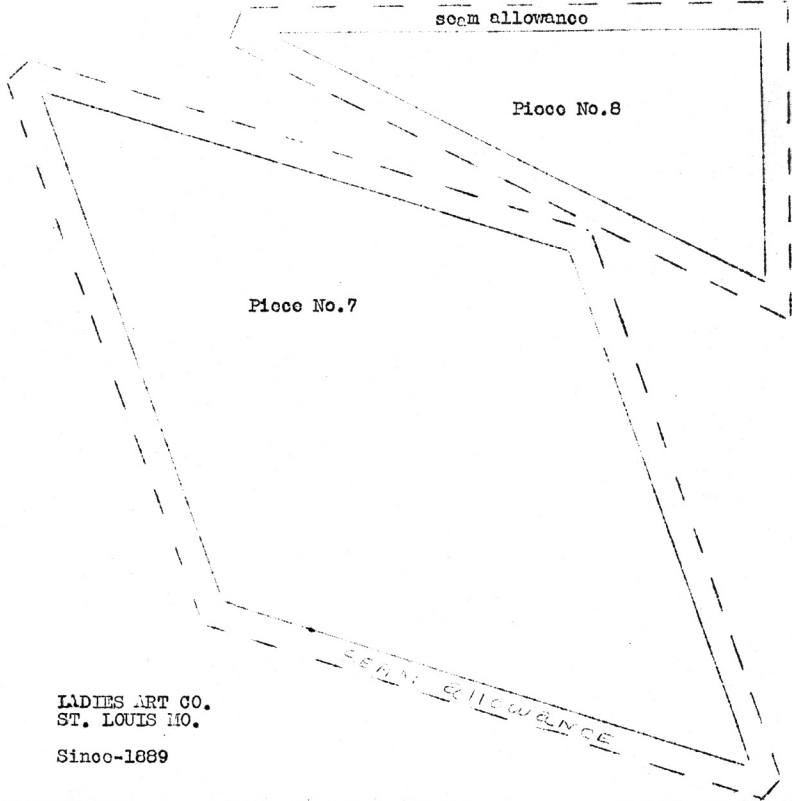 seam allowance
Piece No.8
Piece No.7
seam allowance
LADIES ART CO.
ST. LOUIS MO.
Since-1889